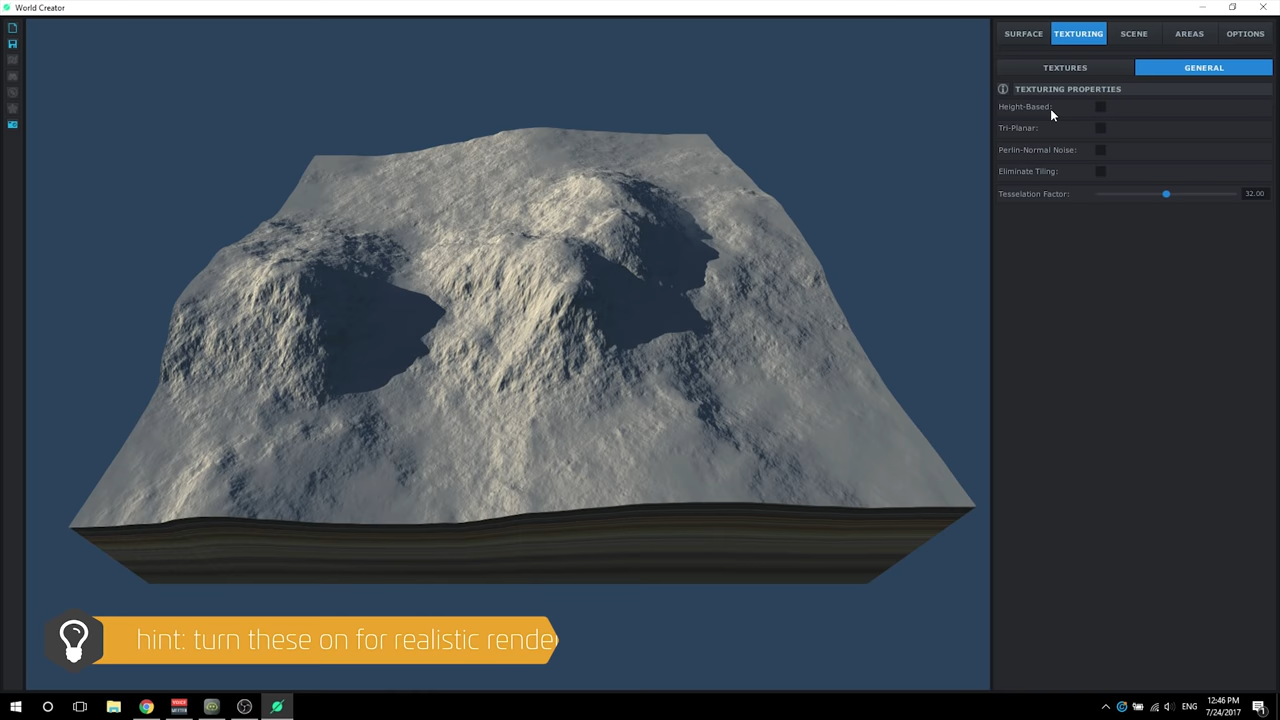 World Creator
SURFACE
TEXTURING
SCENE
AREAS
OPTIONS
TEXTURES
GENERAL
TEXTURING PROPERTIES
Height-Based:
Tri-Planar:
Perlin-Normal Noise:
Eliminate Tiling:
Tesselation Factor:
32.00
hint: turn these on for realistic rende
12:46 PM
ENG
7/24/2017